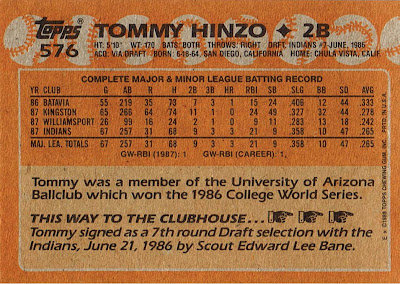 Topps
576
TOMMY HINZO ✦ 2B
HT: 5'10" WT: 170 BATS: BOTH THROWS: RIGHT DRFT: INDIANS #7-JUNE, 1986
ACQ: VIA DRAFT BORN: 6-18-64, SAN DIEGO, CALIFORNIA HOME: CHULA VISTA, CALIF.
COMPLETE MAJOR & MINOR LEAGUE BATTING RECORD
YR CLUB G AB R H 2B 3B HR RBI SB SLG BB SO AVG
86 BATAVIA 55 219 35 73 7 3 1 15 24 .406 12 44 .333
87 KINGSTON 65 266 64 74 11 1 0 24 49 .327 32 44 .278
87 WILLIAMSPORT 26 99 16 24 2 1 0 9 11 .283 13 18 .242
87 INDIANS 67 257 31 68 9 3 3 21 9 .358 10 47 .265
MAJ. LEA. TOTALS 67 257 31 68 9 3 3 21 9 .358 10 47 .265
GW-RBI (1987): 1, GW-RBI (CAREER): 1,
Tommy was a member of the University of Arizona
Ballclub which won the 1986 College World Series.
THIS WAY TO THE CLUBHOUSE...
Tommy signed as a 7th round Draft selection with the
Indians, June 21, 1986 by Scout Edward Lee Bane.
© 1988 TOPPS CHEWING GUM, INC. PRTD. IN U.S.A.